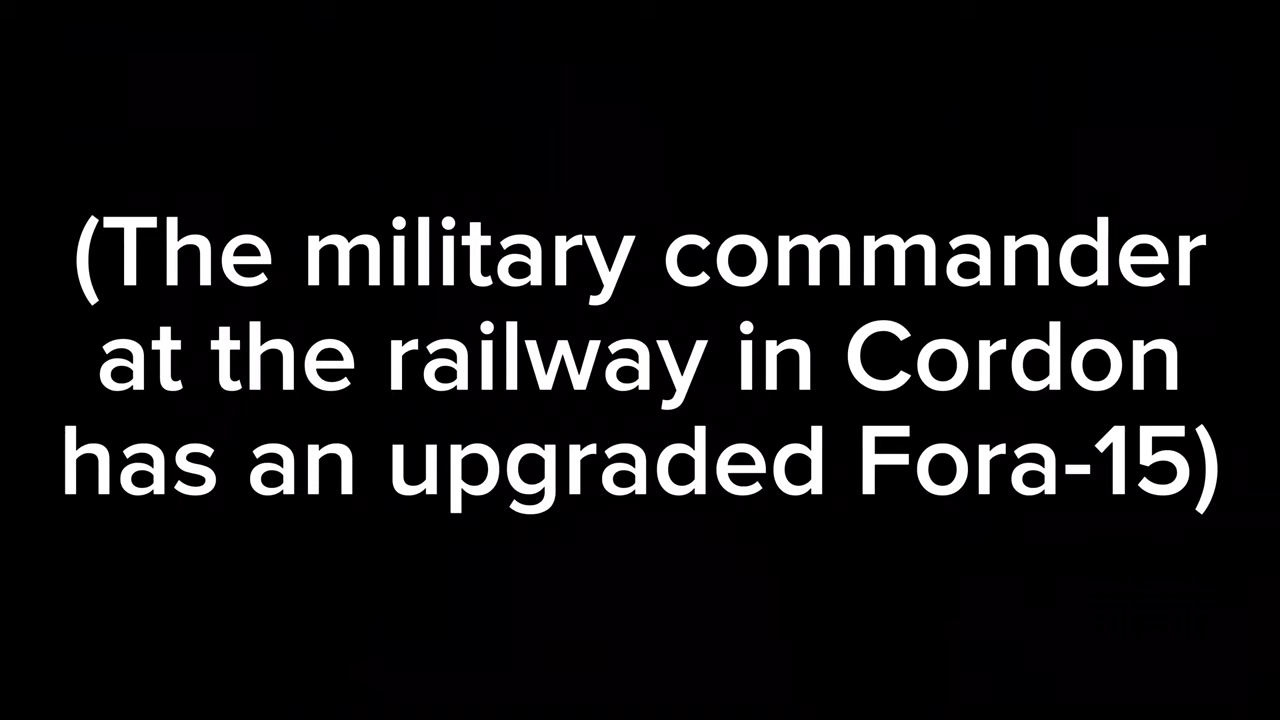 (The military commander
at the railway in Cordon
has an upgraded Fora-15)